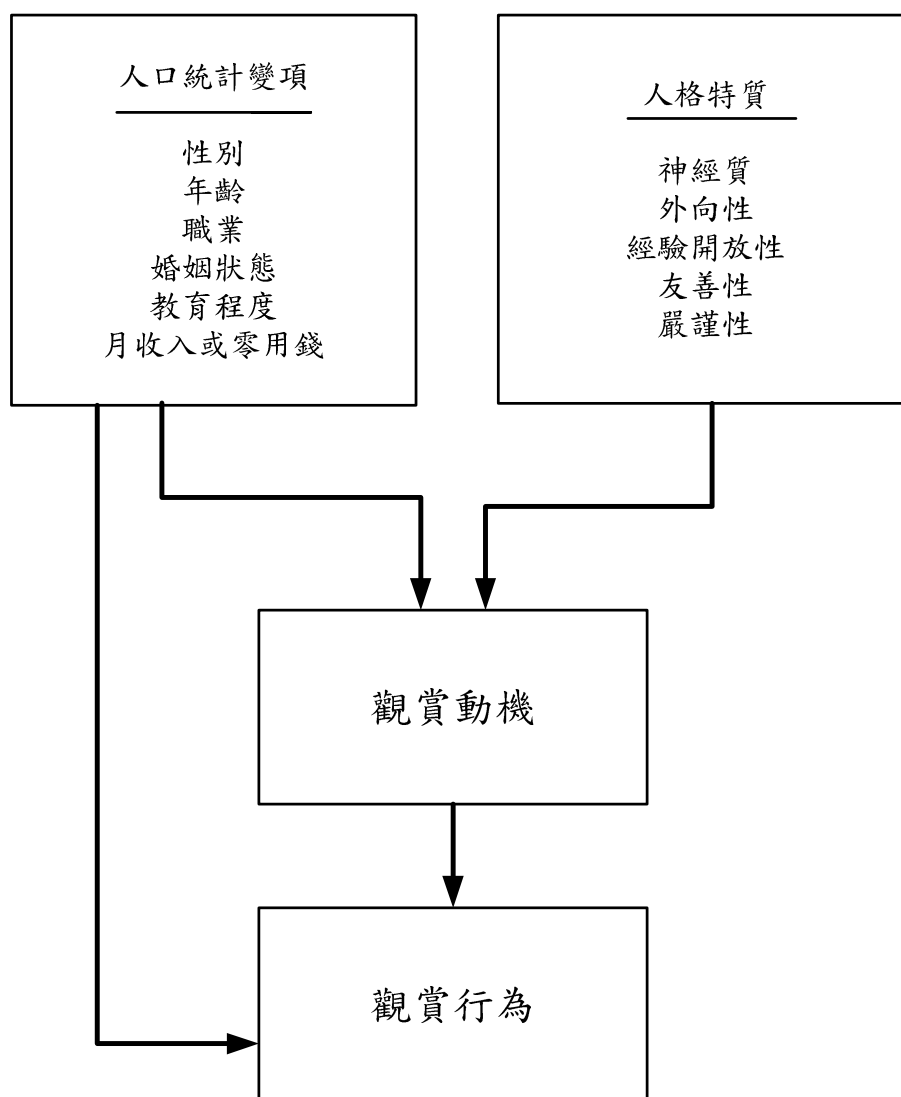 人口統計變項
性別
年齡
職業
婚姻狀態
教育程度
月收入或零用錢
人格特質
神經質
外向性
經驗開放性
友善性
嚴謹性
觀賞動機
觀賞行為